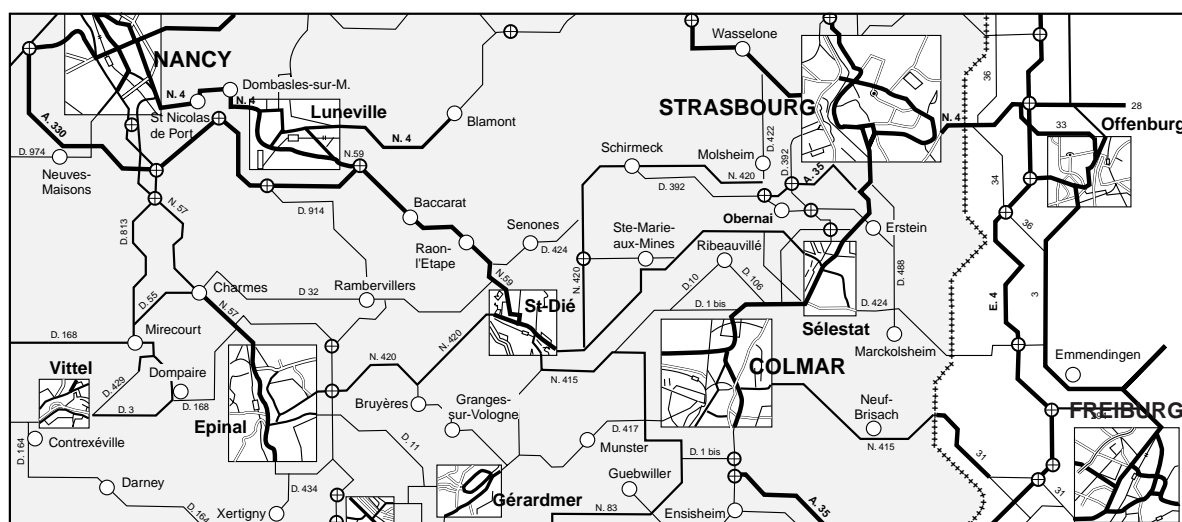 Wasselone
NANCY
36
Dombasles-sur-M.
N. 4
N. 4
Luneville
STRASBOURG
28
A. 330
St Nicolas
de Port
Blamont
N. 4
N. 4
33
Offenburg
D. 422
D. 392
D. 974
Neuves-
Maisons
N.59
Schirmeck
Molsheim
N. 420
A. 35
D. 392
34
N. 57
D. 813
D. 914
Baccarat
Senones
D. 424
Obernai
Erstein
36
Raon-
l'Etape
Ste-Marie-
aux-Mines
Ribeauvillé
N. 420
N.59
D.10
D. 106
D. 488
3
Charmes
D 32
Rambervillers
D. 55
N. 57
St-Dié
D. 1 bis
D. 424
E. 4
Sélestat
D. 168
Mirecourt
N. 420
Marckolsheim
Vittel
Dompaire
D. 429
N. 420
N. 415
COLMAR
Emmendingen
D. 3
D. 168
Bruyères
Granges-
sur-Vologne
Neuf-
Brisach
FREIBURG
294
Epinal
Contrexéville
D. 164
D. 11
D. 417
Munster
N. 415
31
D. 1 bis
Guebwiller
Darney
D. 434
31
D. 164
Xertigny
Gérardmer
N. 83
Ensisheim
A. 35